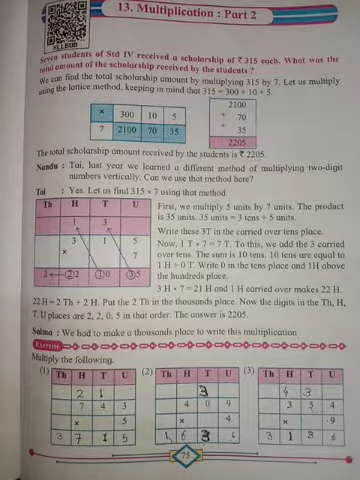 13. Multiplication : Part 2
Seven students of Std IV received a scholarship of ₹ 315 each. What was the
total amount of the scholarship received by the students ?
We can find the total scholarship amount by multiplying 315 by 7. Let us multiply
using the lattice method, keeping in mind that 315 = 300 + 10 + 5.
× 300 10 5
7 2100 70 35
2100
+ 70
+ 35
2205
The total scholarship amount received by the students is ₹ 2205.
Nandu : Tai, last year we learned a different method of multiplying two-digit
numbers vertically. Can we use that method here?
Tai : Yes. Let us find 315 × 7 using that method.
Th H T U
1 3
3 1 5
× 7
2 ②2 ①0 ③5
First, we multiply 5 units by 7 units. The product
is 35 units. 35 units = 3 tens + 5 units.
Write these 3T in the carried over tens place.
Now, 1 T × 7 = 7 T. To this, we add the 3 carried
over tens. The sum is 10 tens. 10 tens are equal to
1 H + 0 T. Write 0 in the tens place and 1H above
the hundreds place.
3 H × 7 = 21 H and 1 H carried over makes 22 H.
22 H = 2 Th + 2 H. Put the 2 Th in the thousands place. Now the digits in the Th, H,
T, U places are 2, 2, 0, 5 in that order. The answer is 2205.
Salma : We had to make a thousands place to write this multiplication
Exercise
Multiply the following.
(1) Th H T U
2 1
7 4 3
× 5
3 7 1 5
(2) Th H T U
3
4 0 9
× 4
1 6 3
(3) Th H T U
4 3
3 5 4
× 9
3 1 8 6
75